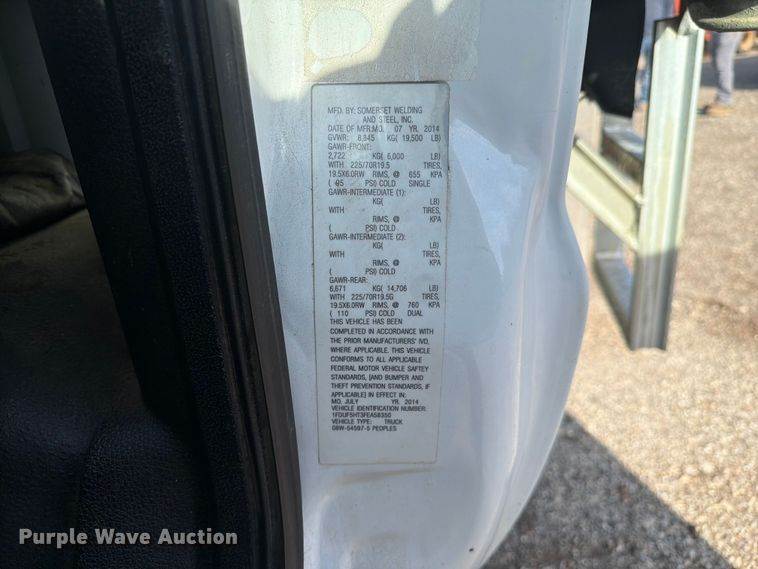 MFD. BY: SOMERSET WELDING
AND STEEL, INC.
DATE OF MFR:MO. 07 YR. 2014
GVWR: 8,845 KG( 19,500 LB)
GAWR-FRONT:
2,722 KG( 6,000 LB)
WITH 225/70R19.5 TIRES,
19.5X6.0RW RIMS, @ 655 KPA
( 95 PSI) COLD SINGLE
GAWR-INTERMEDIATE (1):
KG( LB)
WITH TIRES,
RIMS, @ KPA
( PSI) COLD
GAWR-INTERMEDIATE (2):
KG( LB)
WITH TIRES,
RIMS, @ KPA
( PSI) COLD
GAWR-REAR:
6,671 KG( 14,706 LB)
WITH 225/70R19.5G TIRES,
19.5X6.0RW RIMS, @ 760 KPA
( 110 PSI) COLD DUAL
THIS VEHICLE HAS BEEN
COMPLETED IN ACCORDANCE WITH
THE PRIOR MANUFACTURERS' IVD,
WHERE APPLICABLE. THIS VEHICLE
CONFORMS TO ALL APPLICABLE
FEDERAL MOTOR VEHICLE SAFTEY
STANDARDS, [AND BUMPER AND
THEFT PREVENTION STANDARDS, IF
APPLICABLE] IN EFFECT IN:
MO. JULY YR. 2014
VEHICLE IDENTIFICATION NUMBER:
1FDUF5HT3FEA58350
VEHICLE TYPE: TRUCK
08W-54597-5 PEOPLES
Purple Wave Auction